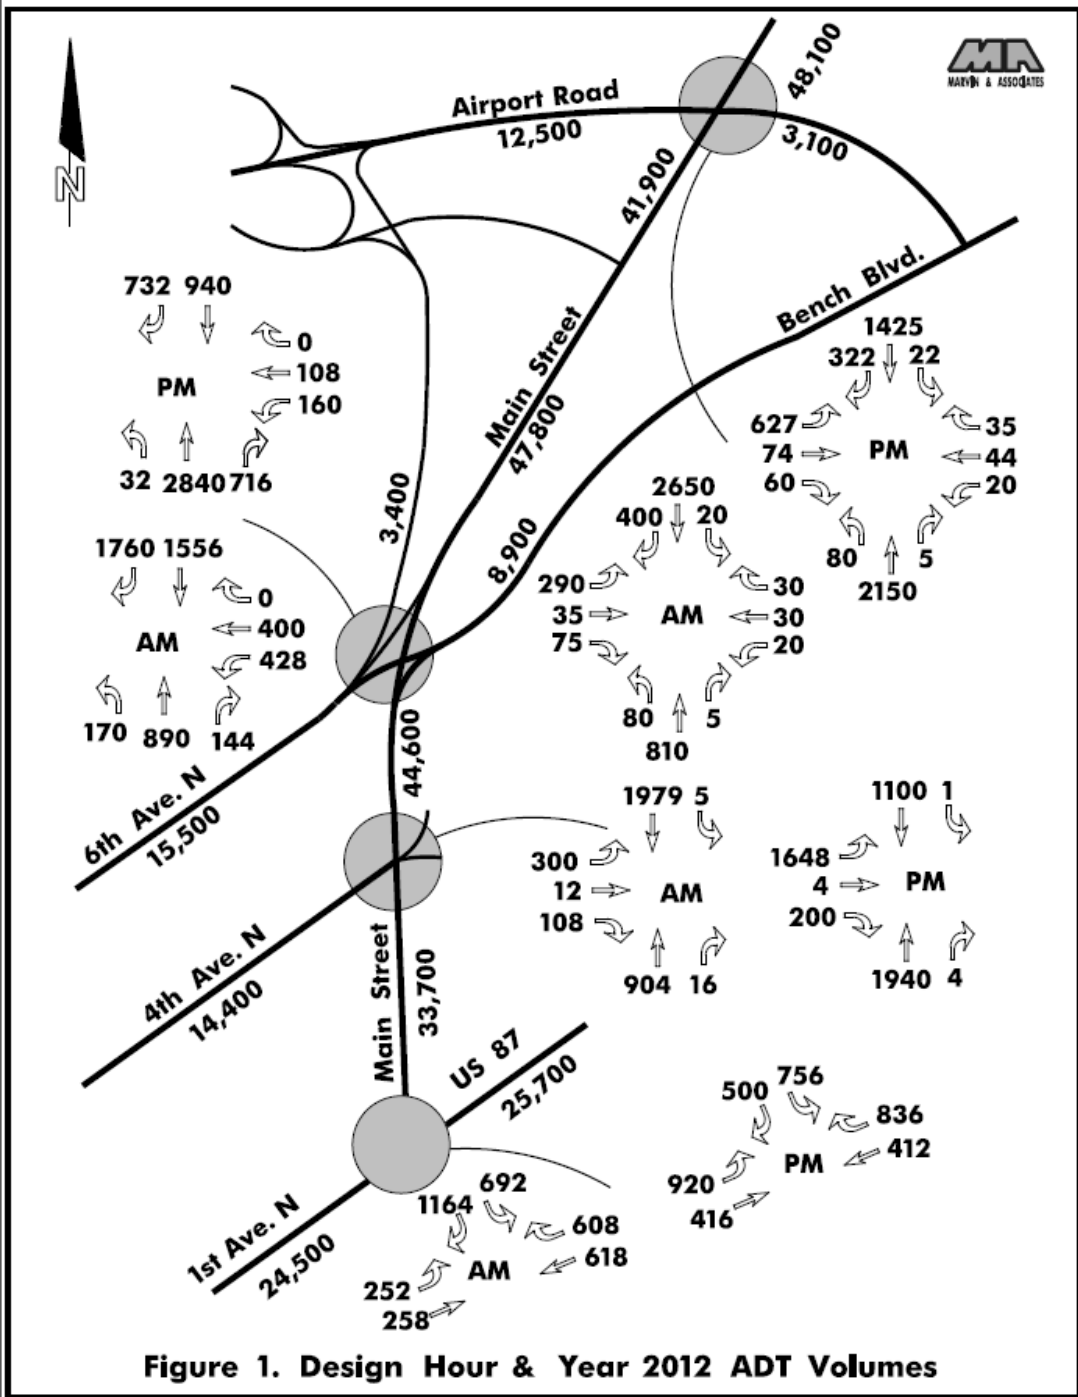 MA
MARVIN & ASSOCIATES
N
48,100
Airport Road
12,500
3,100
41,900
Bench Blvd.
Main Street
47,800
3,400
8,900
732 940
0
108
160
PM
32 2840 716
1760 1556
0
400
428
AM
170 890 144
1425
322 22
627 35
74 PM 44
60 20
80 5
2150
2650
400 20
290 30
35 AM 30
75 20
80 5
810
44,600
6th Ave. N
15,500
1979 5
300
12 AM
108
904 16
1100 1
1648
4 PM
200
1940 4
4th Ave. N
14,400
Main Street
33,700
US 87
25,700
756
500
836
412
PM
920
416
1st Ave. N
24,500
692
1164
608
618
AM
252
258
Figure 1. Design Hour & Year 2012 ADT Volumes